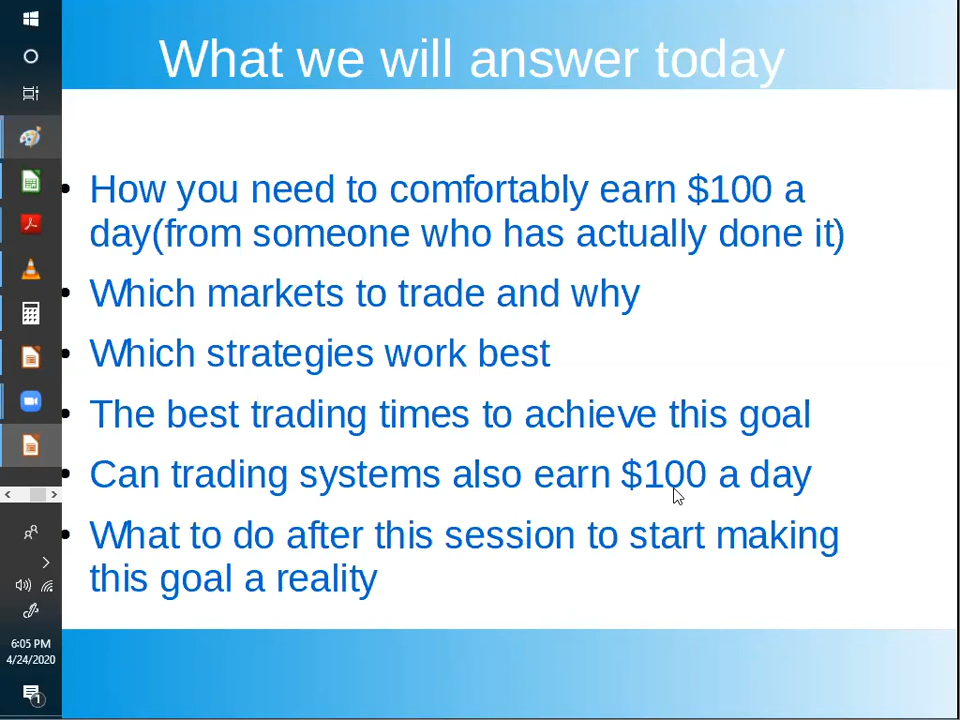 What we will answer today
• How you need to comfortably earn $100 a
day(from someone who has actually done it)
• Which markets to trade and why
• Which strategies work best
• The best trading times to achieve this goal
• Can trading systems also earn $100 a day
• What to do after this session to start making
this goal a reality
6:05 PM
4/24/2020
1